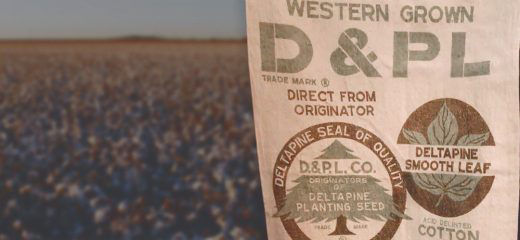 WESTERN GROWN
D&PL
TRADE MARK ®
DIRECT FROM
ORIGINATOR
DELTAPINE SEAL OF QUALITY
D.&P.L. CO.
ORIGINATORS
OF
DELTAPINE
PLANTING SEED
TRADE MARK
®
DELTAPINE
SMOOTH LEAF
ACID DELINTED
COTTON